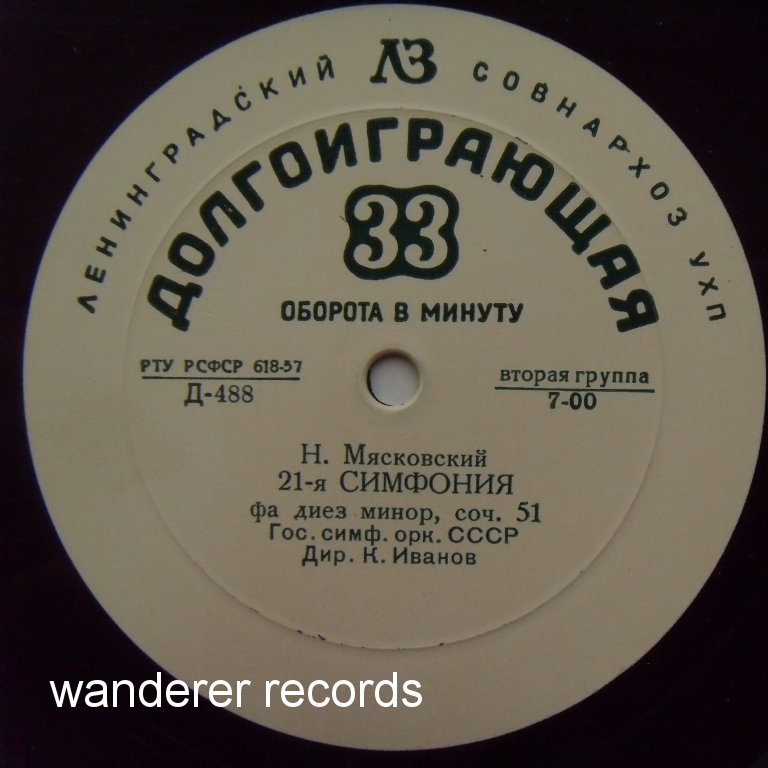 ЛЕНИНГРАДСКИЙ ЛЗ СОВНАРХОЗ УХП
ДОЛГОИГРАЮЩАЯ
33
ОБОРОТА В МИНУТУ
РТУ РСФСР 618-57
Д-488
вторая группа
7-00
Н. Мясковский
21-я СИМФОНИЯ
фа диез минор, соч. 51
Гос. симф. орк. СССР
Дир. К. Иванов
wanderer records